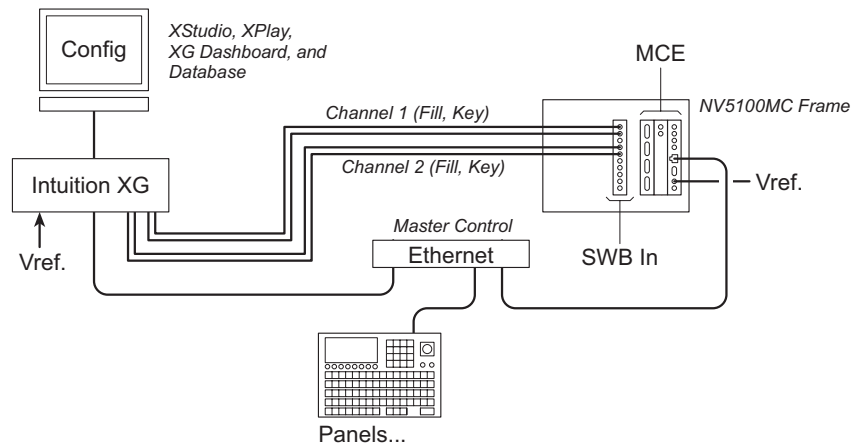 Config
XStudio, XPlay,
XG Dashboard, and
Database
MCE
NV5100MC Frame
Channel 1 (Fill, Key)
Channel 2 (Fill, Key)
Intuition XG
Vref.
Vref.
Master Control
Ethernet
SWB In
Panels...